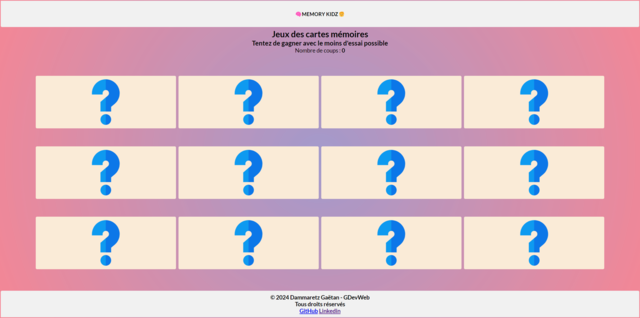 🧠 MEMORY KIDZ 🤗
Jeux des cartes mémoires
Tentez de gagner avec le moins d'essai possible
Nombre de coups : 0
© 2024 Dammaretz Gaëtan - GDevWeb
Tous droits réservés
GitHub Linkedin